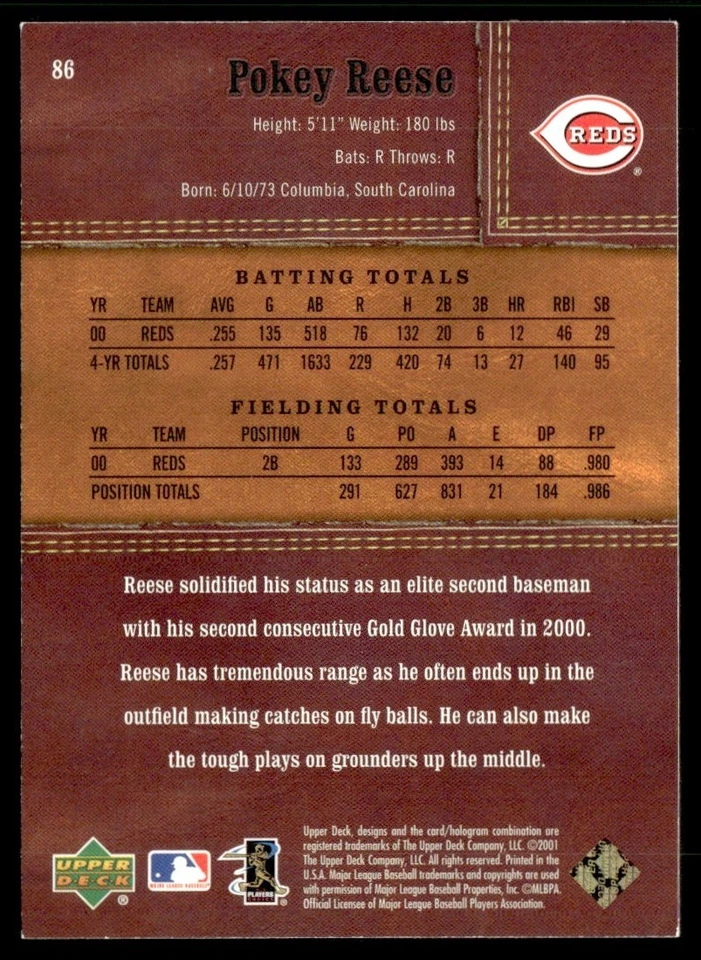 86
Pokey Reese
Height: 5'11" Weight: 180 lbs
Bats: R Throws: R
Born: 6/10/73 Columbia, South Carolina
REDS
®
BATTING TOTALS
YR TEAM AVG G AB R H 2B 3B HR RBI SB
00 REDS .255 135 518 76 132 20 6 12 46 29
4-YR TOTALS .257 471 1633 229 420 74 13 27 140 95
FIELDING TOTALS
YR TEAM POSITION G PO A E DP FP
00 REDS 2B 133 289 393 14 88 .980
POSITION TOTALS 291 627 831 21 184 .986
Reese solidified his status as an elite second baseman
with his second consecutive Gold Glove Award in 2000.
Reese has tremendous range as he often ends up in the
outfield making catches on fly balls. He can also make
the tough plays on grounders up the middle.
UPPER
DECK
®
MAJOR LEAGUE BASEBALL
PLAYERS
CHOICE
Upper Deck, designs and the card/hologram combination are
registered trademarks of The Upper Deck Company, LLC. ©2001
The Upper Deck Company, LLC. All rights reserved. Printed in the
U.S.A. Major League Baseball trademarks and copyrights are used
with permission of Major League Baseball Properties, Inc. ©MLBPA.
Official Licensee of Major League Baseball Players Association.